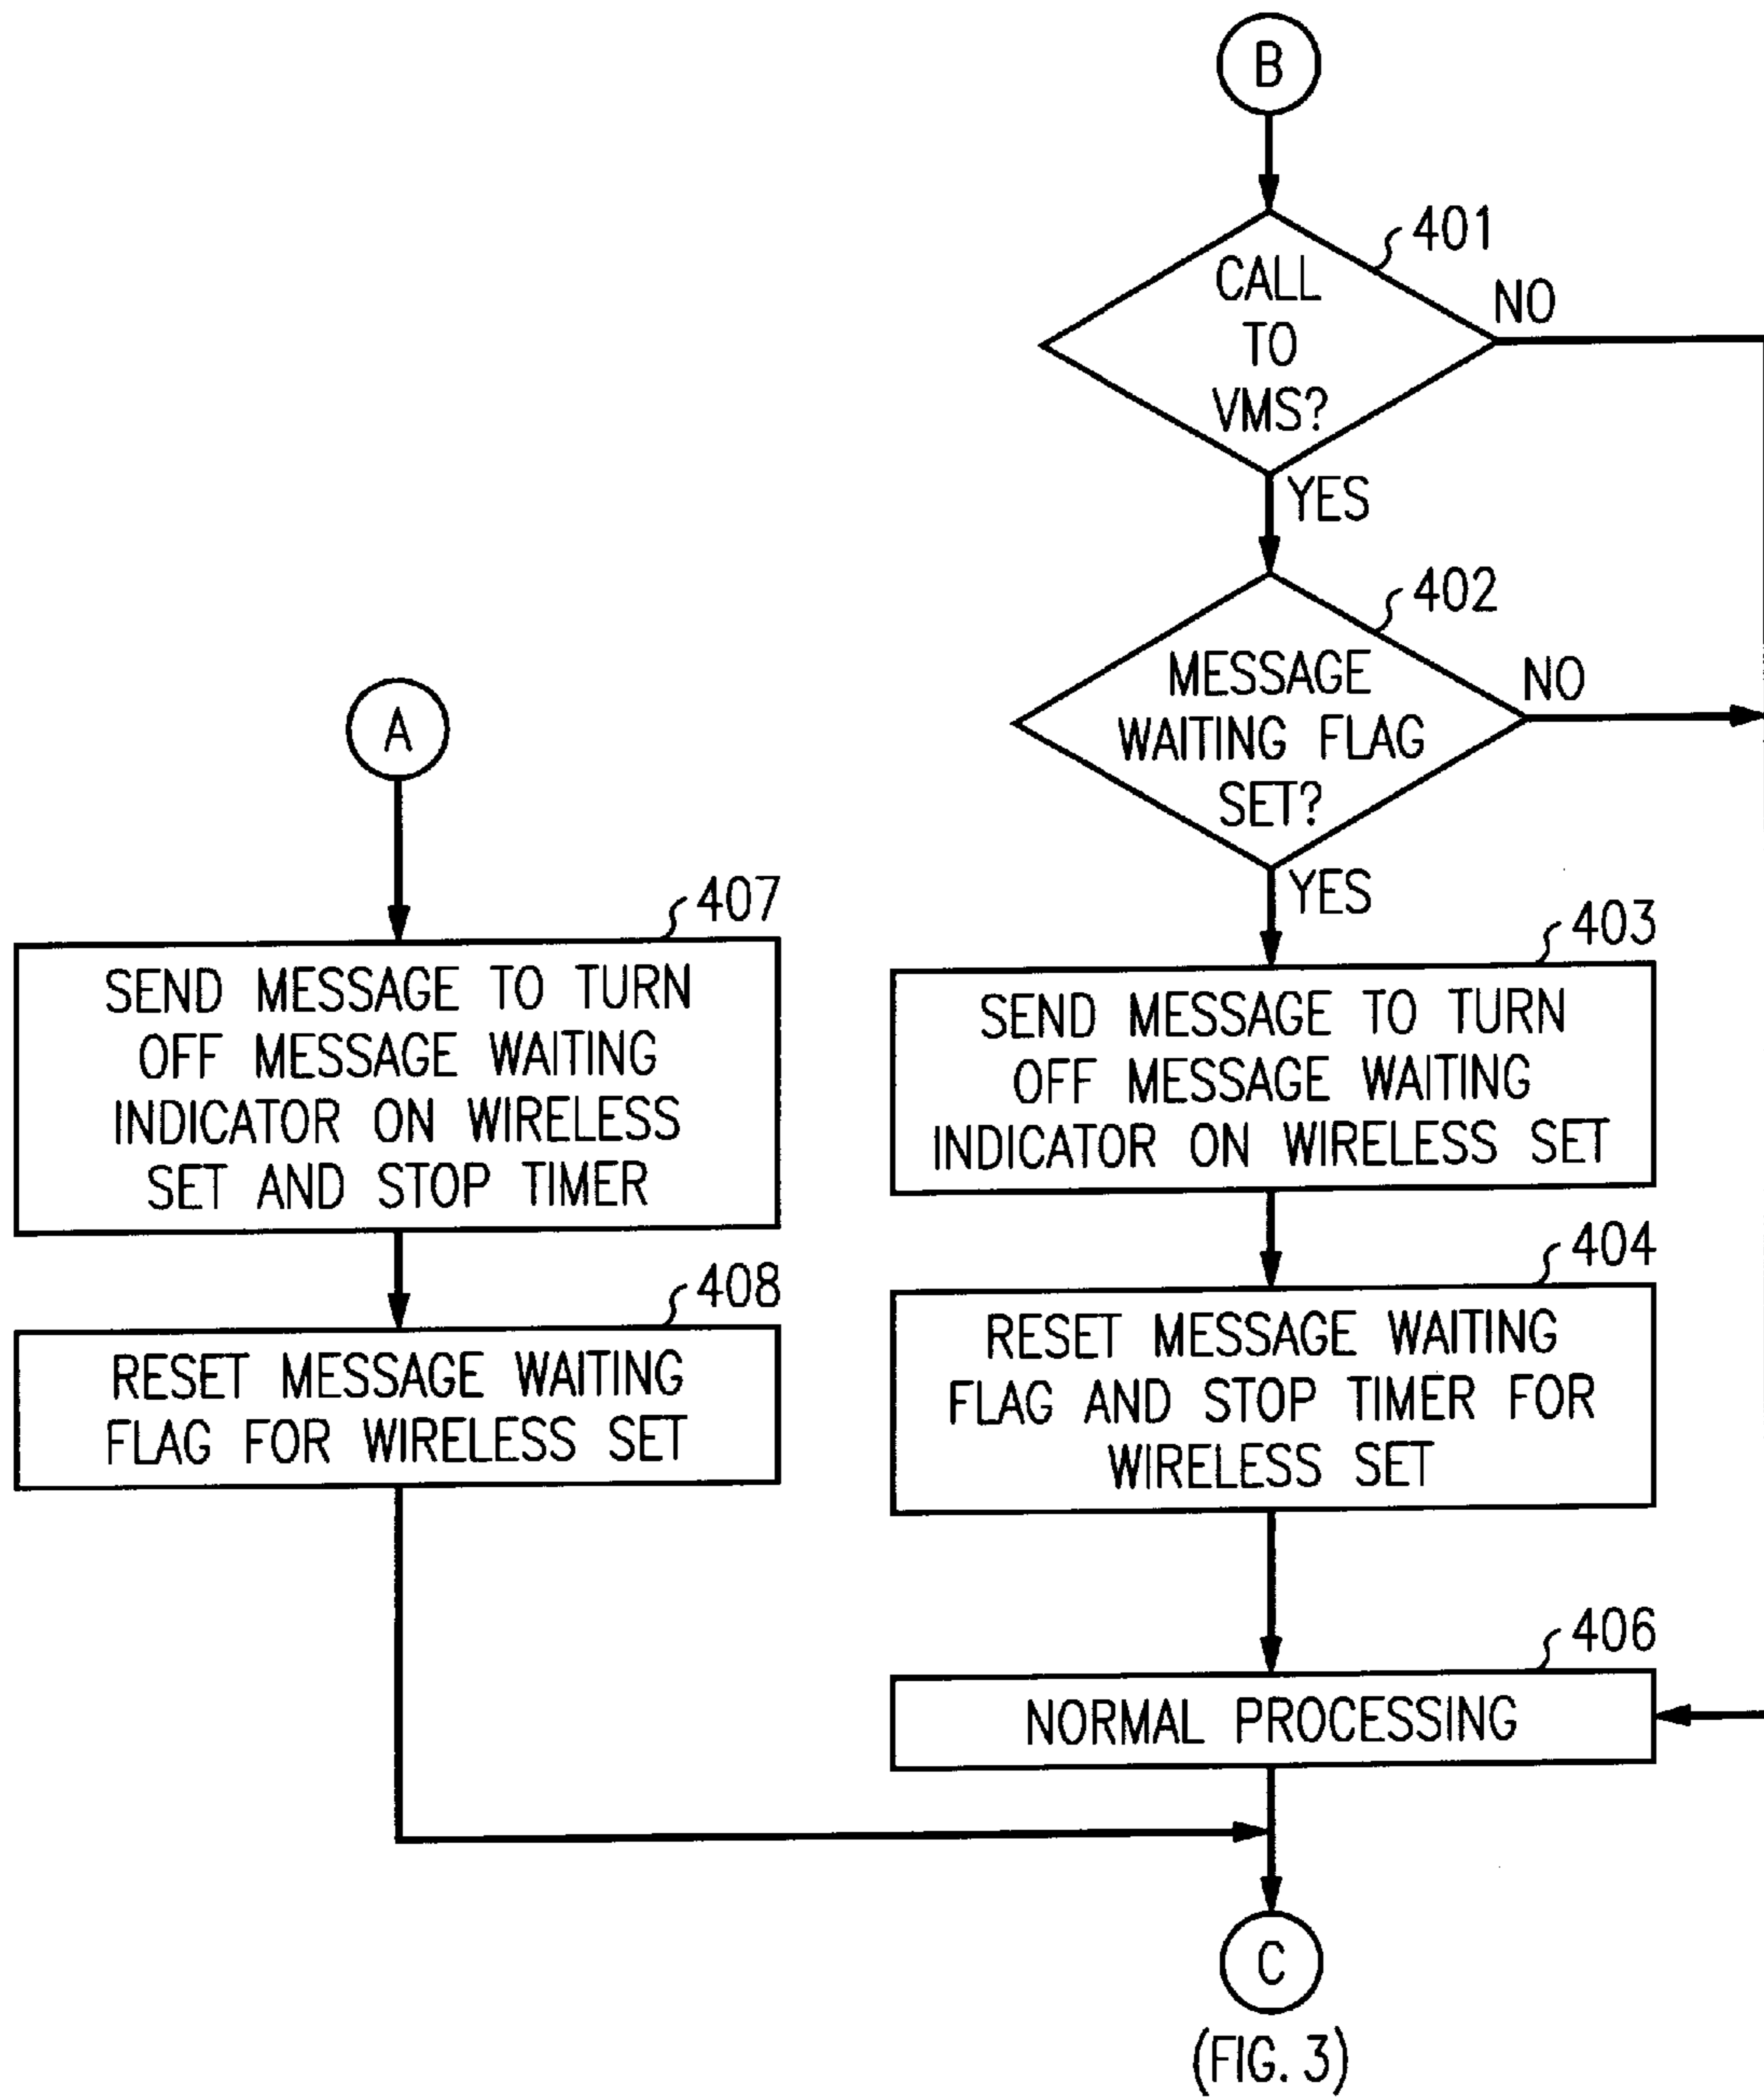 B
401
CALL
TO
VMS?
NO
YES
402
MESSAGE
WAITING FLAG
SET?
NO
YES
A
407
SEND MESSAGE TO TURN
OFF MESSAGE WAITING
INDICATOR ON WIRELESS
SET AND STOP TIMER
408
RESET MESSAGE WAITING
FLAG FOR WIRELESS SET
403
SEND MESSAGE TO TURN
OFF MESSAGE WAITING
INDICATOR ON WIRELESS SET
404
RESET MESSAGE WAITING
FLAG AND STOP TIMER FOR
WIRELESS SET
406
NORMAL PROCESSING
C
(FIG. 3)